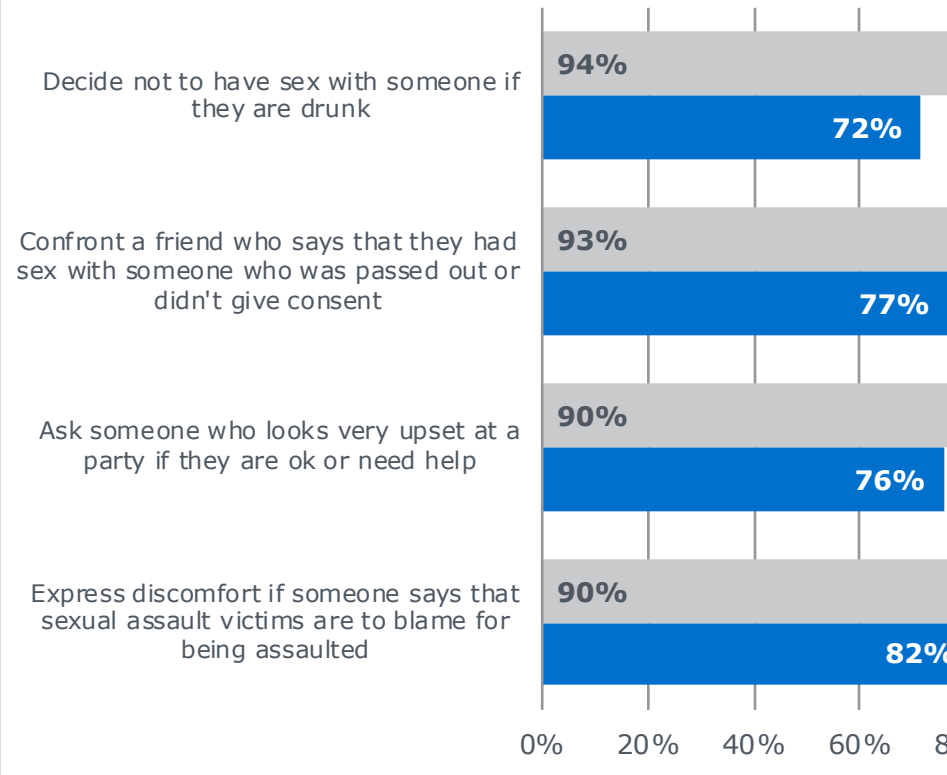 Decide not to have sex with someone if
they are drunk
94%
72%
Confront a friend who says that they had
sex with someone who was passed out or
didn't give consent
93%
77%
Ask someone who looks very upset at a
party if they are ok or need help
90%
76%
Express discomfort if someone says that
sexual assault victims are to blame for
being assaulted
90%
82%
0% 20% 40% 60% 8